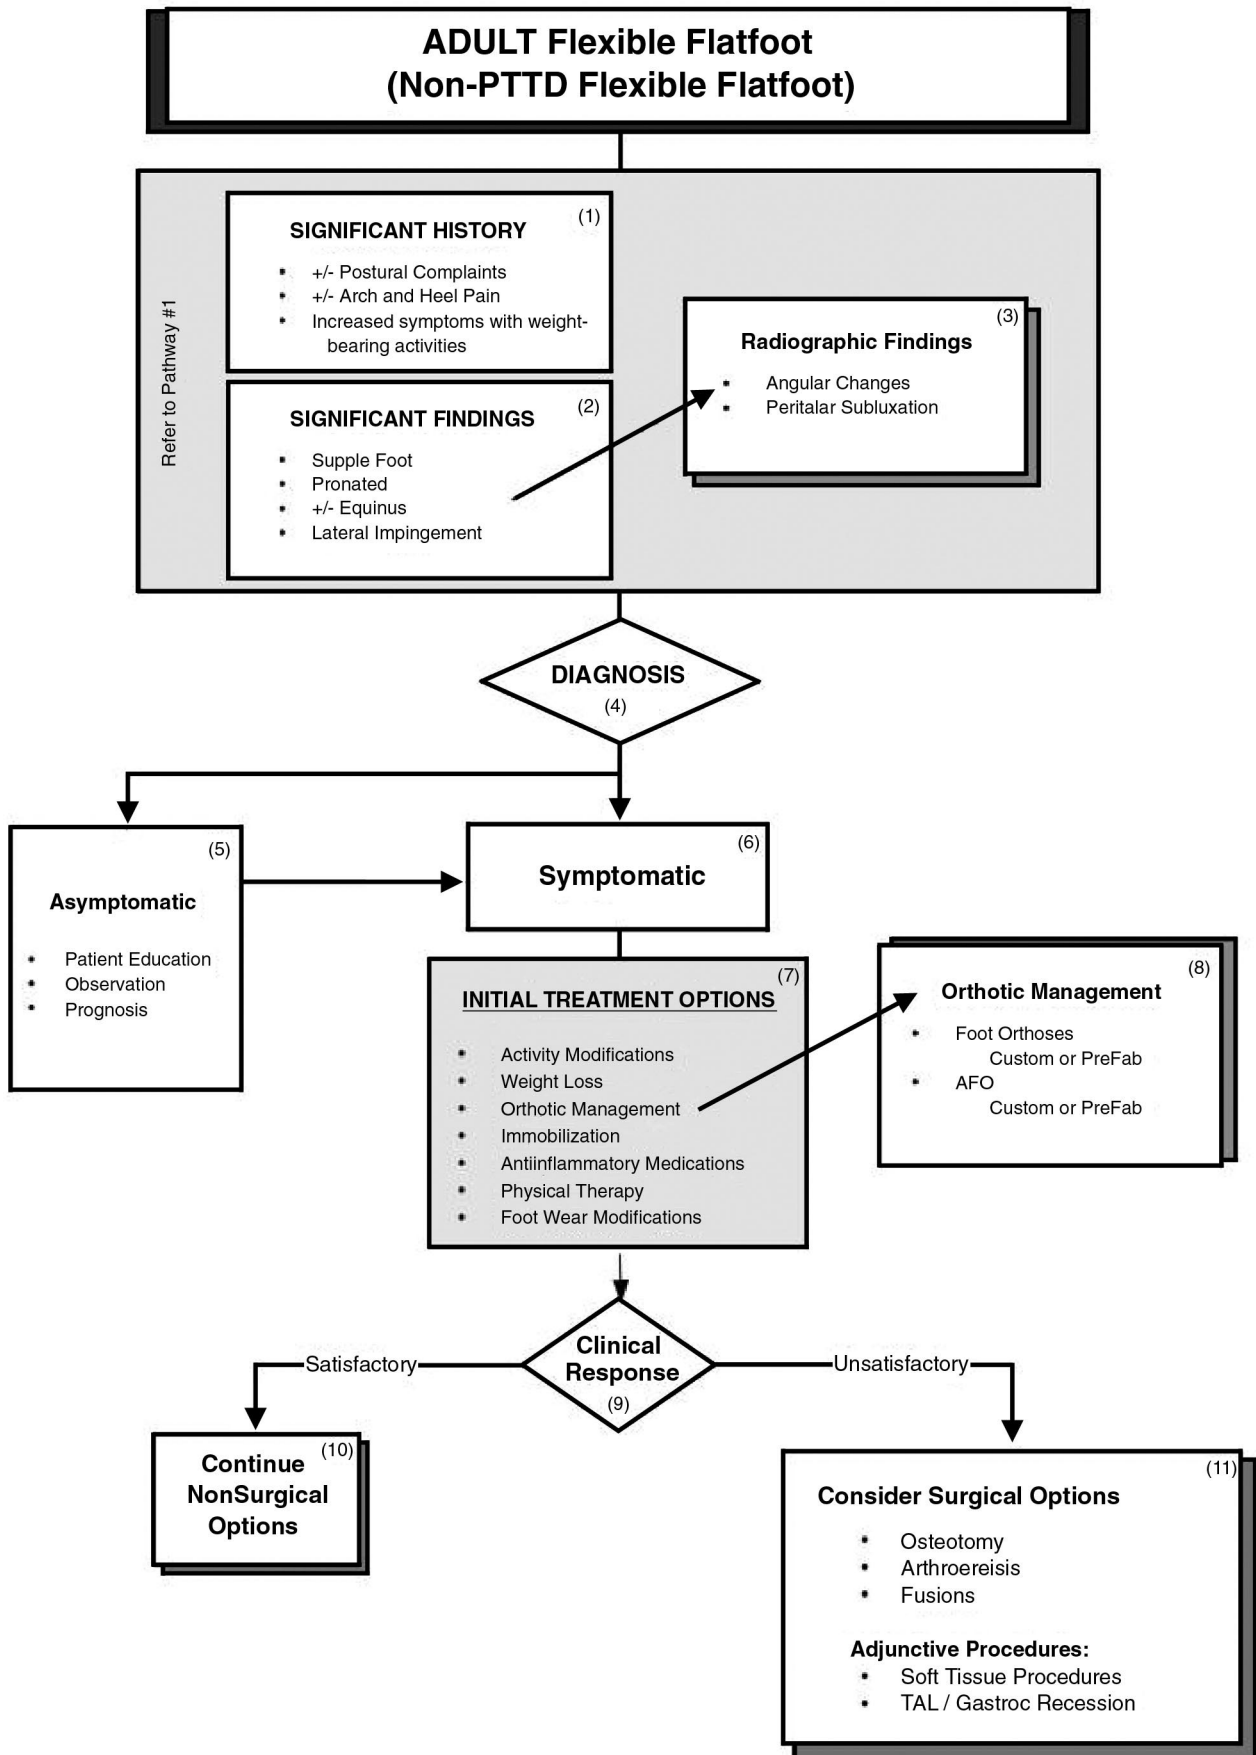 ADULT Flexible Flatfoot
(Non-PTTD Flexible Flatfoot)
Refer to Pathway #1
(1)
SIGNIFICANT HISTORY
• +/- Postural Complaints
• +/- Arch and Heel Pain
• Increased symptoms with weight-
bearing activities
(2)
SIGNIFICANT FINDINGS
• Supple Foot
• Pronated
• +/- Equinus
• Lateral Impingement
(3)
Radiographic Findings
• Angular Changes
• Peritalar Subluxation
DIAGNOSIS
(4)
(5)
Asymptomatic
• Patient Education
• Observation
• Prognosis
(6)
Symptomatic
(7)
INITIAL TREATMENT OPTIONS
• Activity Modifications
• Weight Loss
• Orthotic Management
• Immobilization
• Antiinflammatory Medications
• Physical Therapy
• Foot Wear Modifications
(8)
Orthotic Management
• Foot Orthoses
Custom or PreFab
• AFO
Custom or PreFab
Clinical
Response
(9)
Satisfactory
Unsatisfactory
(10)
Continue
NonSurgical
Options
(11)
Consider Surgical Options
• Osteotomy
• Arthroereisis
• Fusions
Adjunctive Procedures:
• Soft Tissue Procedures
• TAL / Gastroc Recession